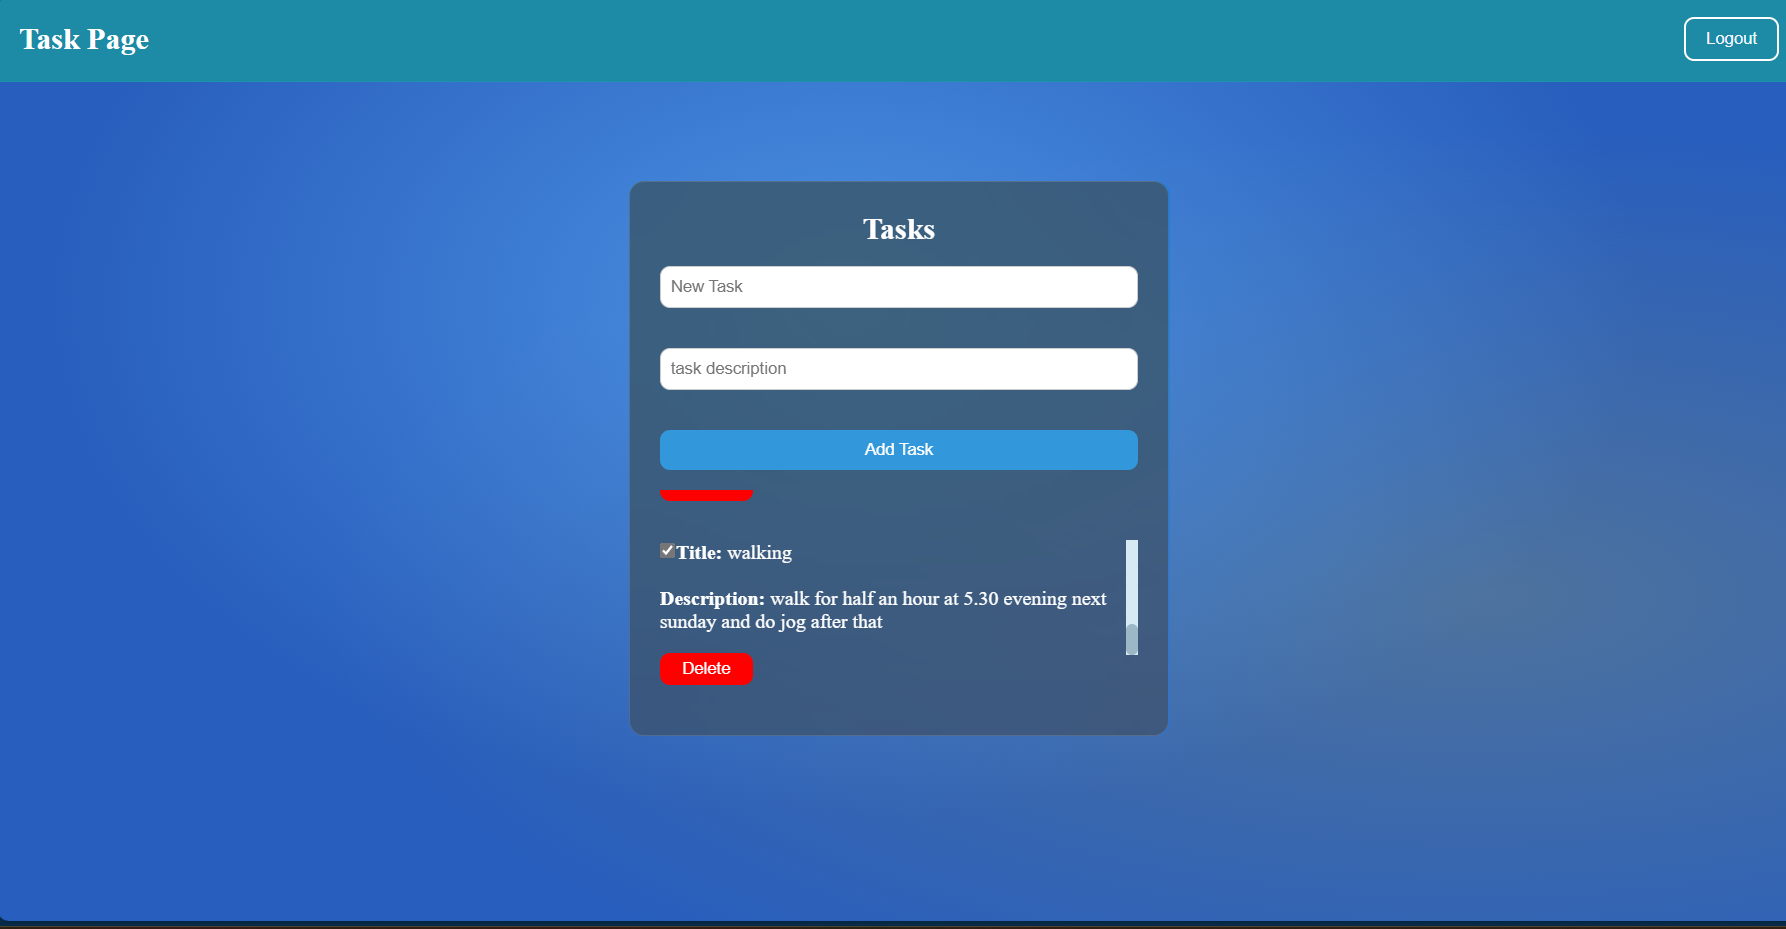 Task Page
Logout
Tasks
New Task
task description
Add Task
Title: walking
Description: walk for half an hour at 5.30 evening next
sunday and do jog after that
Delete